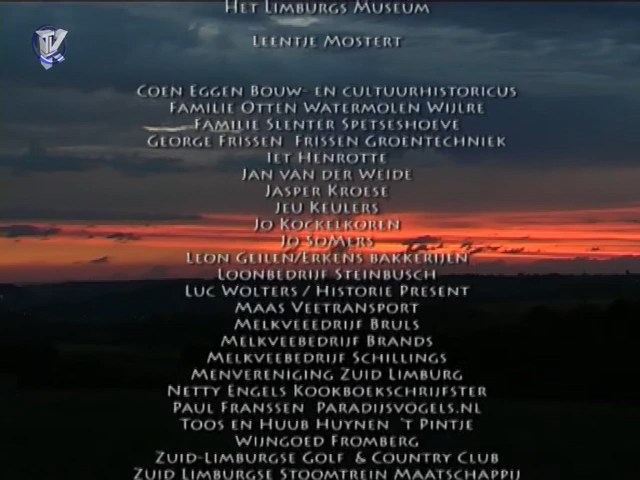 Het Limburgs Museum
Leentje Mostert
Coen Eggen Bouw- en cultuurhistoricus
Familie Otten Watermolen Wijlre
Familie Slenter Spetseshoeve
George Frissen Frissen Groentechniek
Iet Henrotte
Jan van der Weide
Jasper Kroese
Jeu Keulers
Jo Kockelkoren
Jo SoMers
Leon Geilen/Erkens bakkerijen
Loonbedrijf Steinbusch
Luc Wolters / Historie Present
Maas Veetransport
Melkveeedrijf Bruls
Melkveebedrijf Brands
Melkveebedrijf Schillings
Menvereniging Zuid Limburg
Netty Engels Kookboekschrijfster
Paul Franssen Paradijsvogels.nl
Toos en Huub Huynen 't Pintje
Wijngoed Fromberg
Zuid-Limburgse Golf & Country Club
Zuid Limburgse Stoomtrein Maatschappij